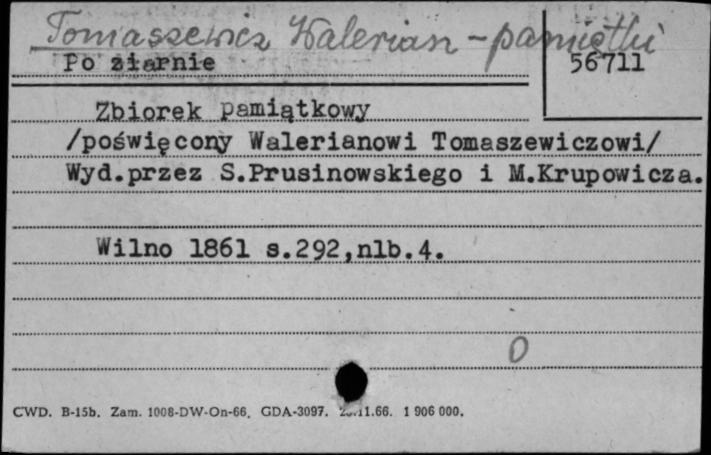 Tomaszewicz Walerian - pamiątki
Po ziarnie
56711
Zbiorek pamiątkowy
/poświęcony Walerianowi Tomaszewiczowi/
Wyd.przez S.Prusinowskiego i M.Krupowicza.
Wilno 1861 s.292,nlb.4.
0
CWD. B-15b. Zam. 1008-DW-On-66. GDA-3097. 11.66. 1 906 000.